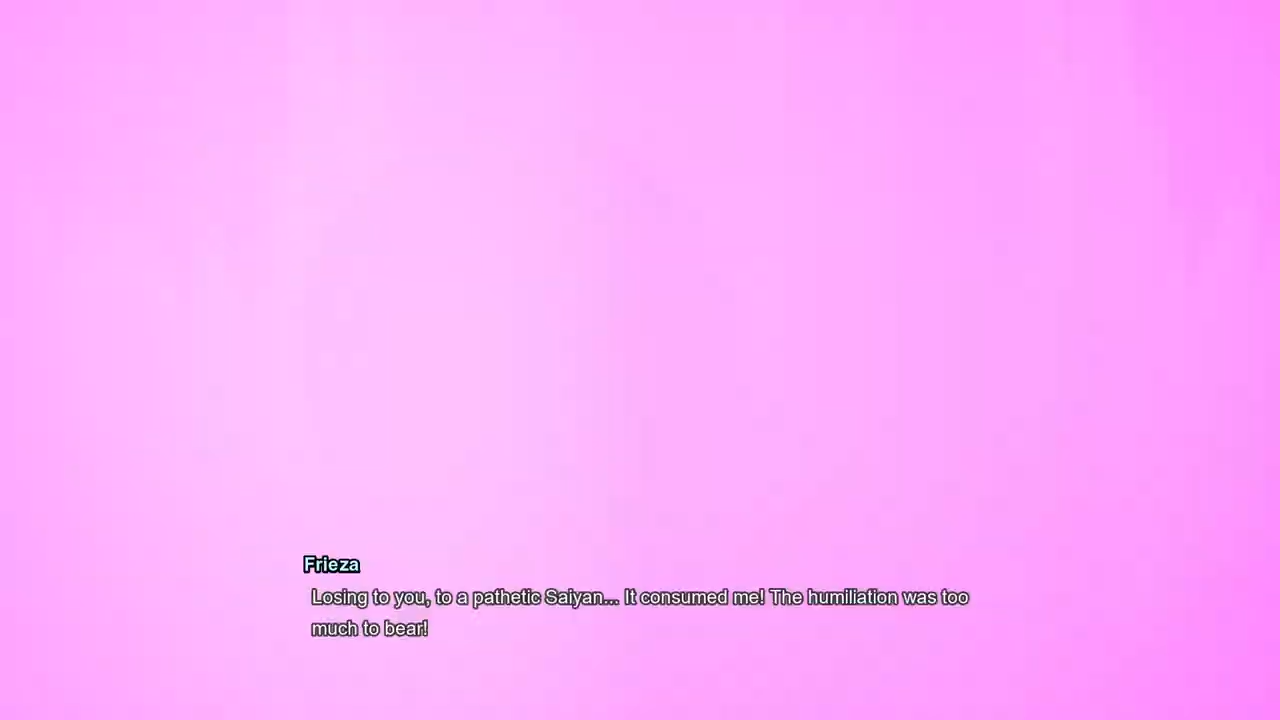 Frieza
Losing to you, to a pathetic Saiyan... It consumed me! The humiliation was too
much to bear!